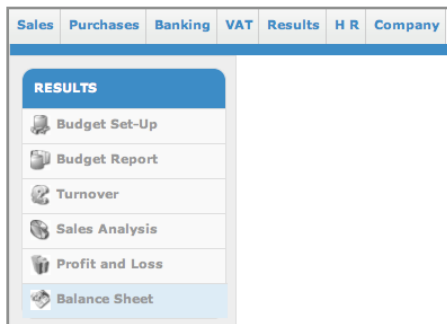 Sales Purchases Banking VAT Results H R Company
RESULTS
Budget Set-Up
Budget Report
Turnover
Sales Analysis
Profit and Loss
Balance Sheet